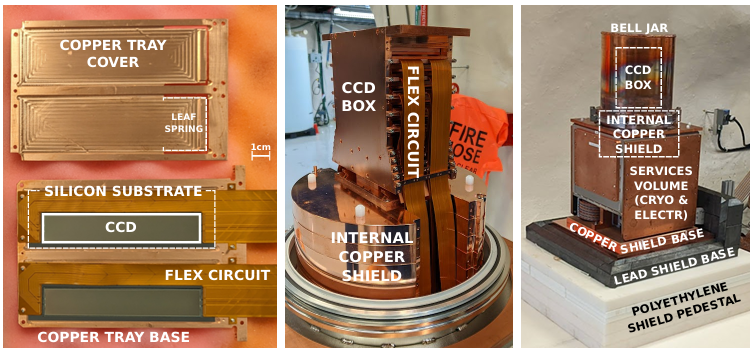 COPPER TRAY
COVER
LEAF
SPRING
1cm
SILICON SUBSTRATE
CCD
FLEX CIRCUIT
COPPER TRAY BASE
CCD
BOX
FLEX CIRCUIT
FIRE
INTERNAL
COPPER
SHIELD
BELL JAR
CCD
BOX
INTERNAL
COPPER
SHIELD
SERVICES
VOLUME
(CRYO &
ELECTR)
COPPER SHIELD BASE
LEAD SHIELD BASE
POLYETHYLENE
SHIELD PEDESTAL